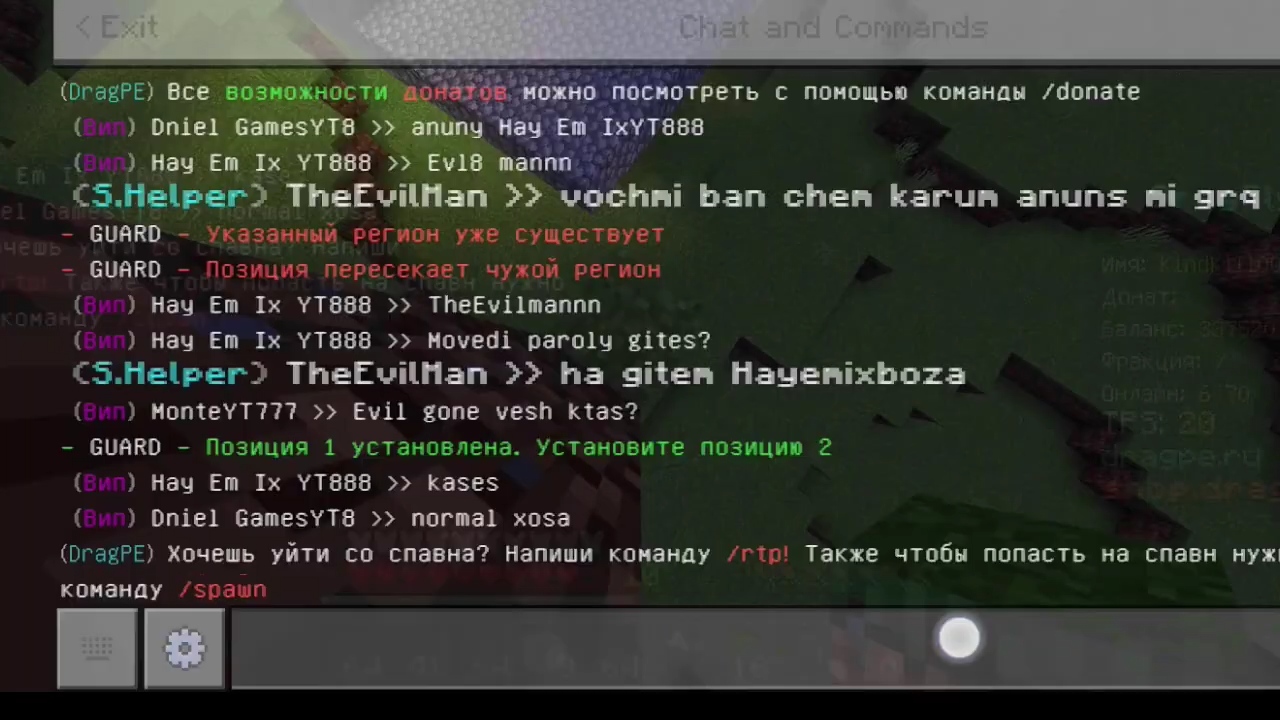 < Exit
Chat and Commands
(DragPE) Все возможности донатов можно посмотреть с помощью команды /donate
(Вип) Dniel GamesYT8 >> anuny Hay Em IxYT888
(Вип) Hay Em Ix YT888 >> Evl8 mannn
(S.Helper) TheEvilMan >> vochmi ban chem karum anuns mi grq
- GUARD - Указанный регион уже существует
- GUARD - Позиция пересекает чужой регион
(Вип) Hay Em Ix YT888 >> TheEvilmannn
(Вип) Hay Em Ix YT888 >> Movedi paroly gites?
(S.Helper) TheEvilMan >> ha gitem Hayemixboza
(Вип) MonteYT777 >> Evil gone vesh ktas?
- GUARD - Позиция 1 установлена. Установите позицию 2
(Вип) Hay Em Ix YT888 >> kases
(Вип) Dniel GamesYT8 >> normal xosa
(DragPE) Хочешь уйти со спавна? Напиши команду /rtp! Также чтобы попасть на спавн
команду /spawn
Донат:
TPS: 20
dragpe.ru